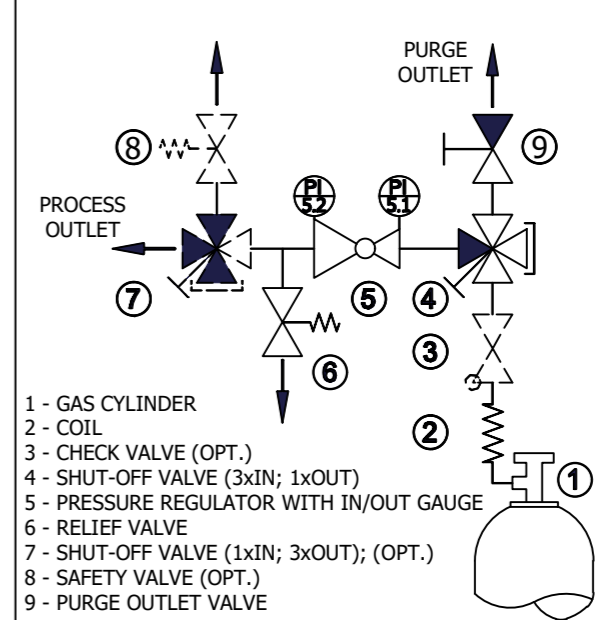 PURGE
OUTLET
8
9
PI
5.2
PI
5.1
PROCESS
OUTLET
7
5
4
6
3
2
1
1 - GAS CYLINDER
2 - COIL
3 - CHECK VALVE (OPT.)
4 - SHUT-OFF VALVE (3xIN; 1xOUT)
5 - PRESSURE REGULATOR WITH IN/OUT GAUGE
6 - RELIEF VALVE
7 - SHUT-OFF VALVE (1xIN; 3xOUT); (OPT.)
8 - SAFETY VALVE (OPT.)
9 - PURGE OUTLET VALVE